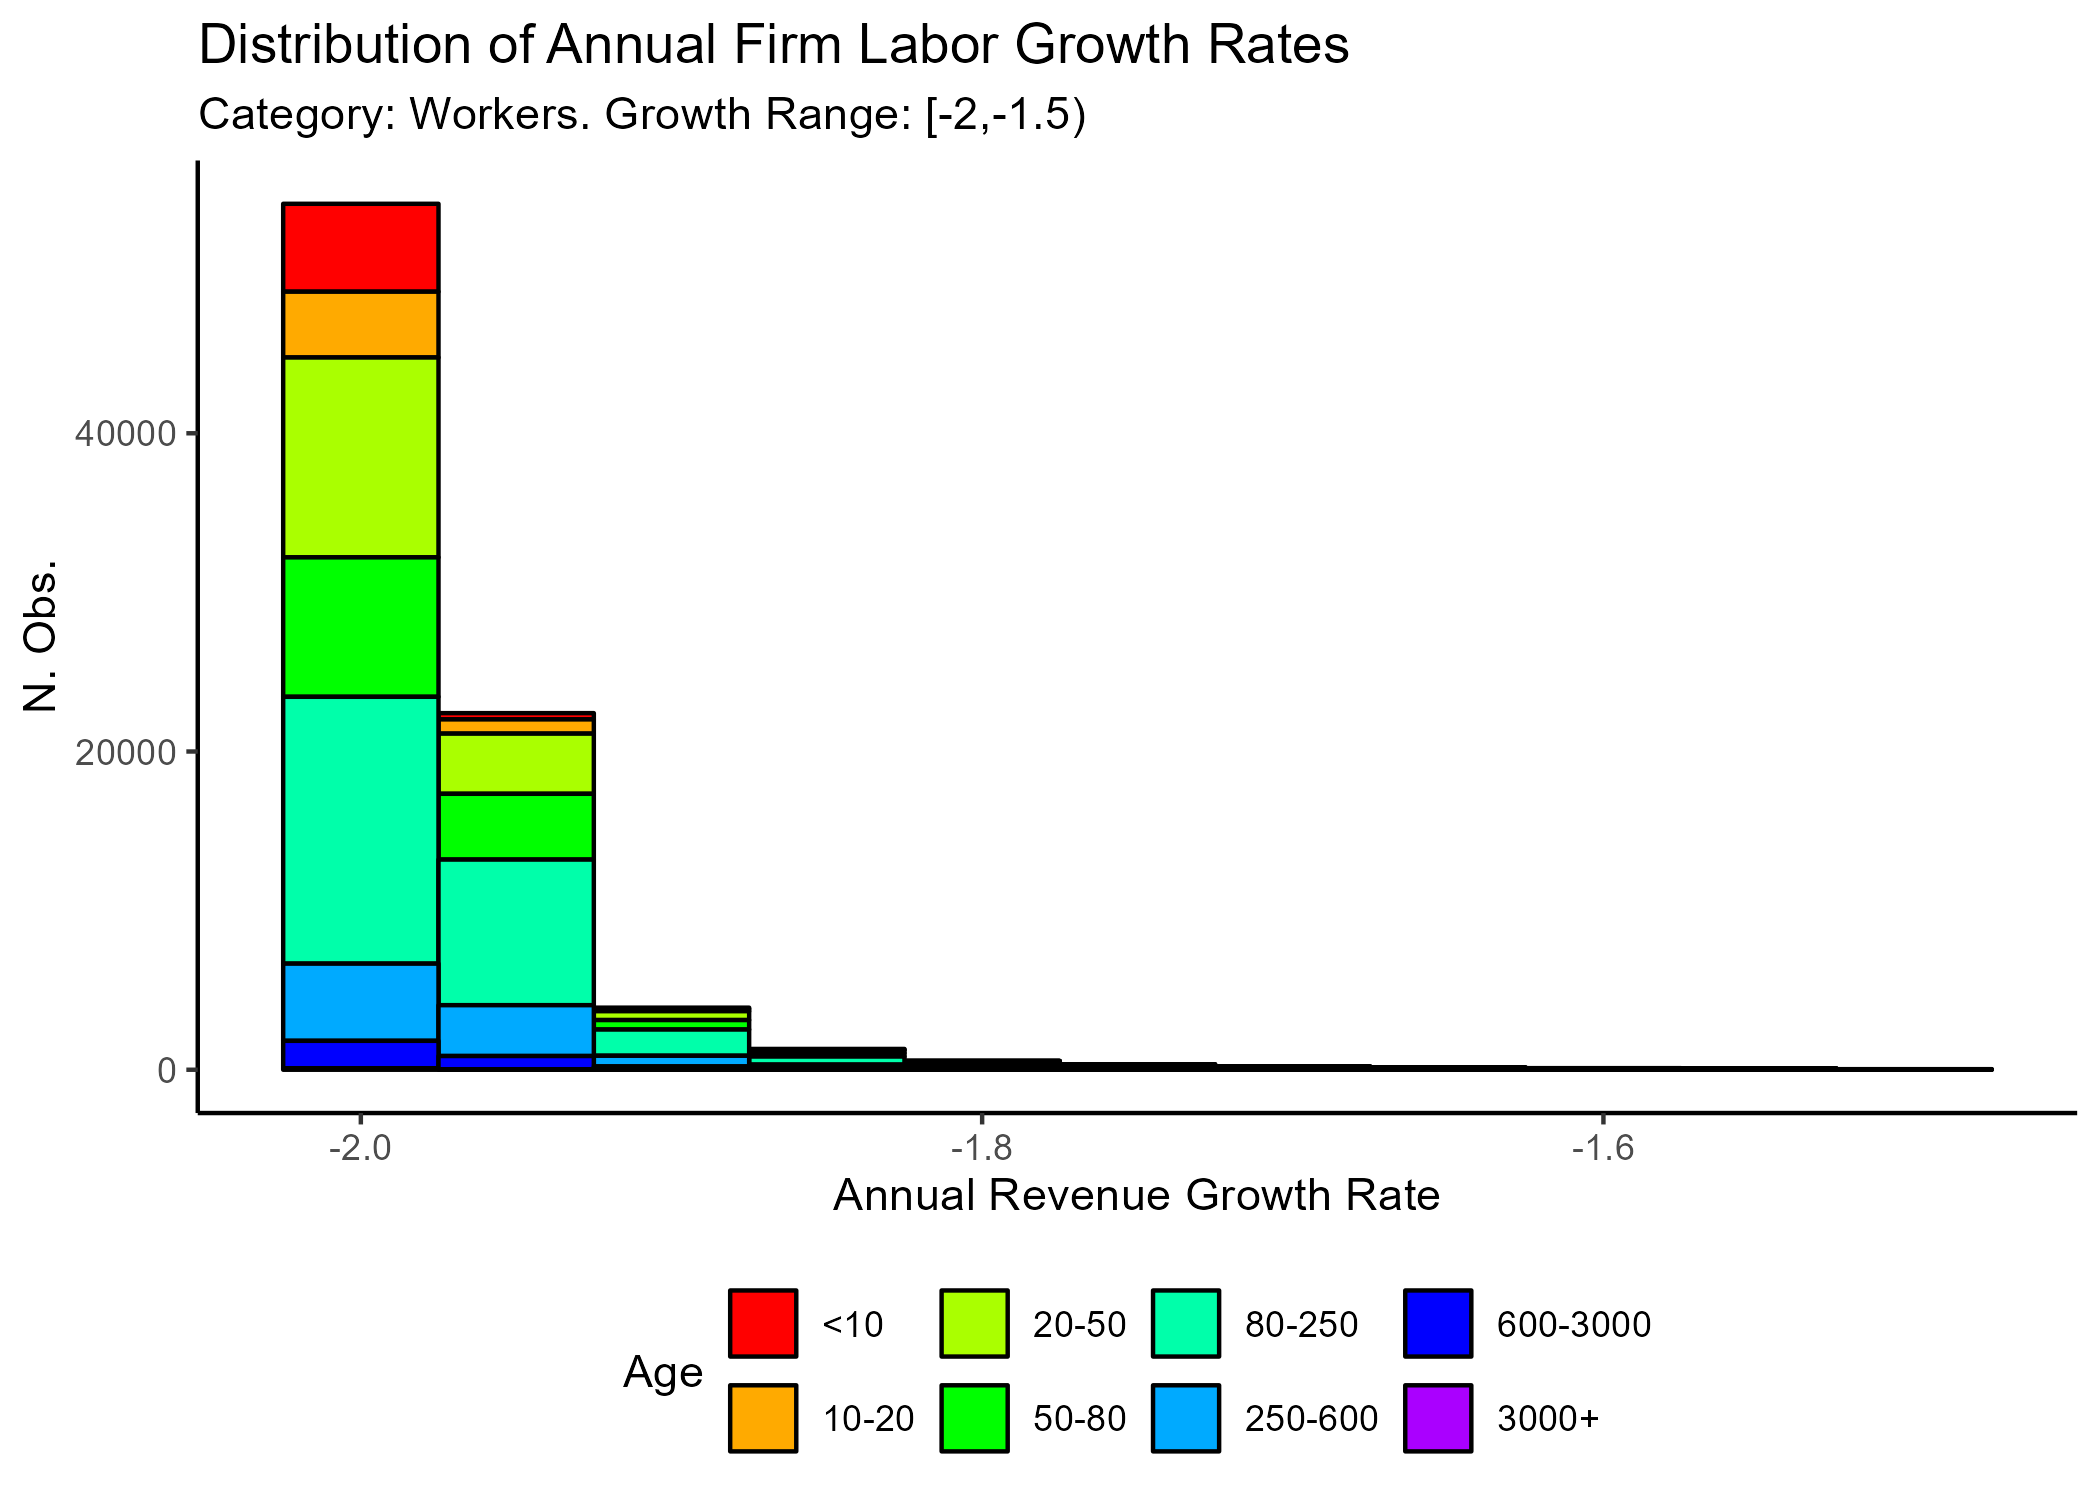 Distribution of Annual Firm Labor Growth Rates
Category: Workers. Growth Range: [-2,-1.5)
N. Obs.
40000
20000
0
-2.0 -1.8 -1.6
Annual Revenue Growth Rate
Age
<10 20-50 80-250 600-3000
10-20 50-80 250-600 3000+